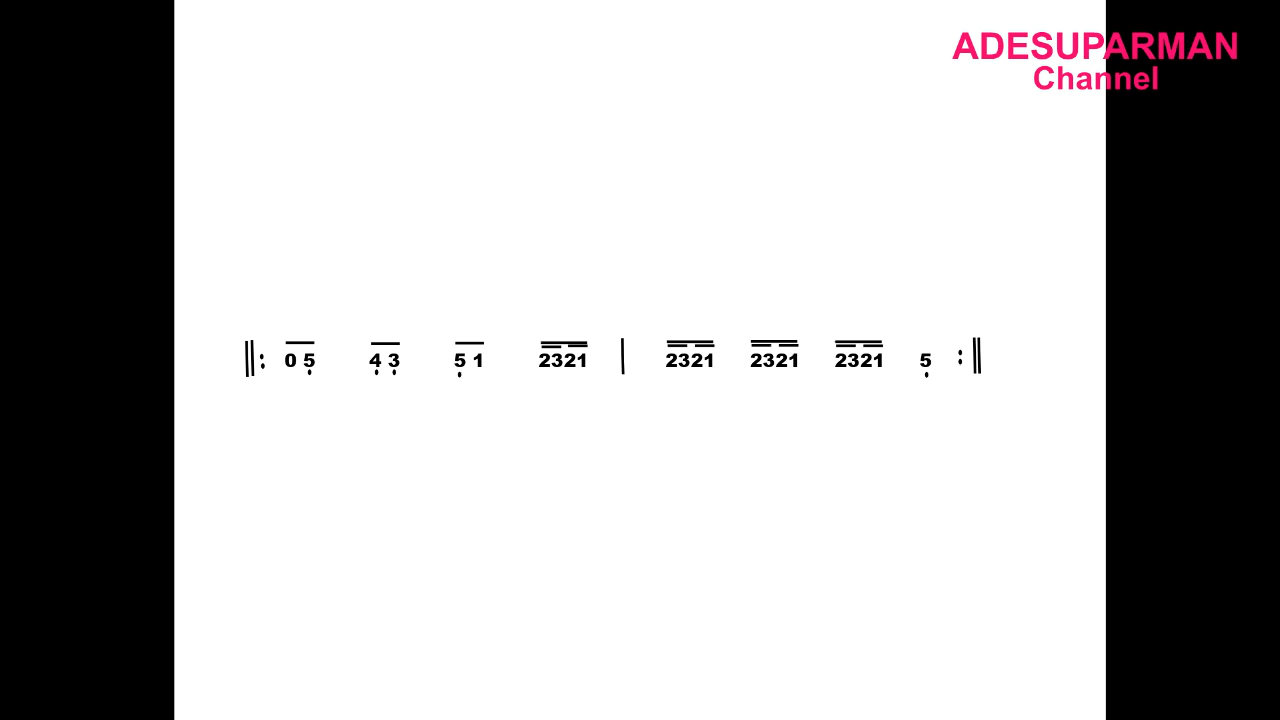 ADESUPARMAN
Channel
‖: 0 5̣ 4̣ 3̣ 5̣ 1 2321 | 2321 2321 2321 5̣ :‖